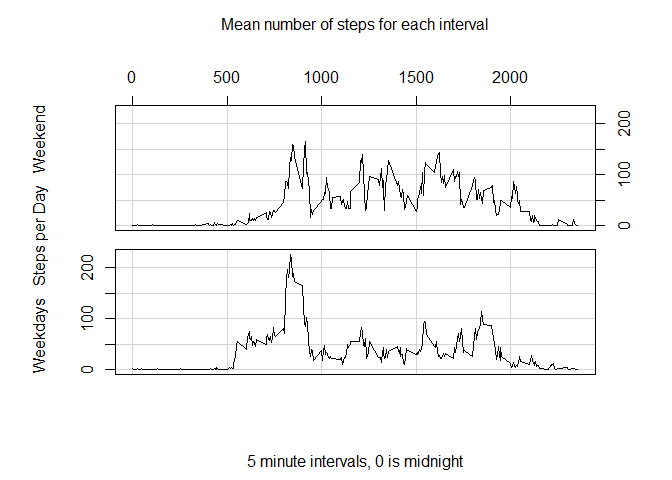 Mean number of steps for each interval
0 500 1000 1500 2000
Weekdays Steps per Day Weekend
0 100 200
0 100 200
5 minute intervals, 0 is midnight